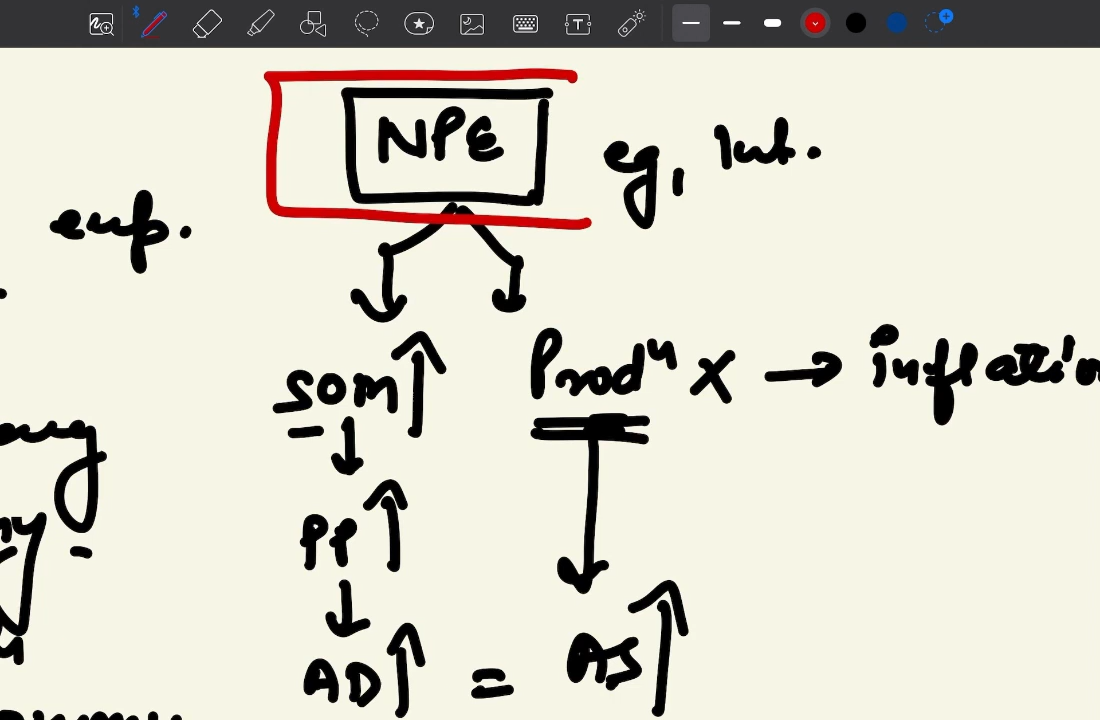 NPE eg, Int.
exp.
SOM ↑ Prodⁿ X → inflation
↓
PP ↑
↓
AD ↑ = AS ↑